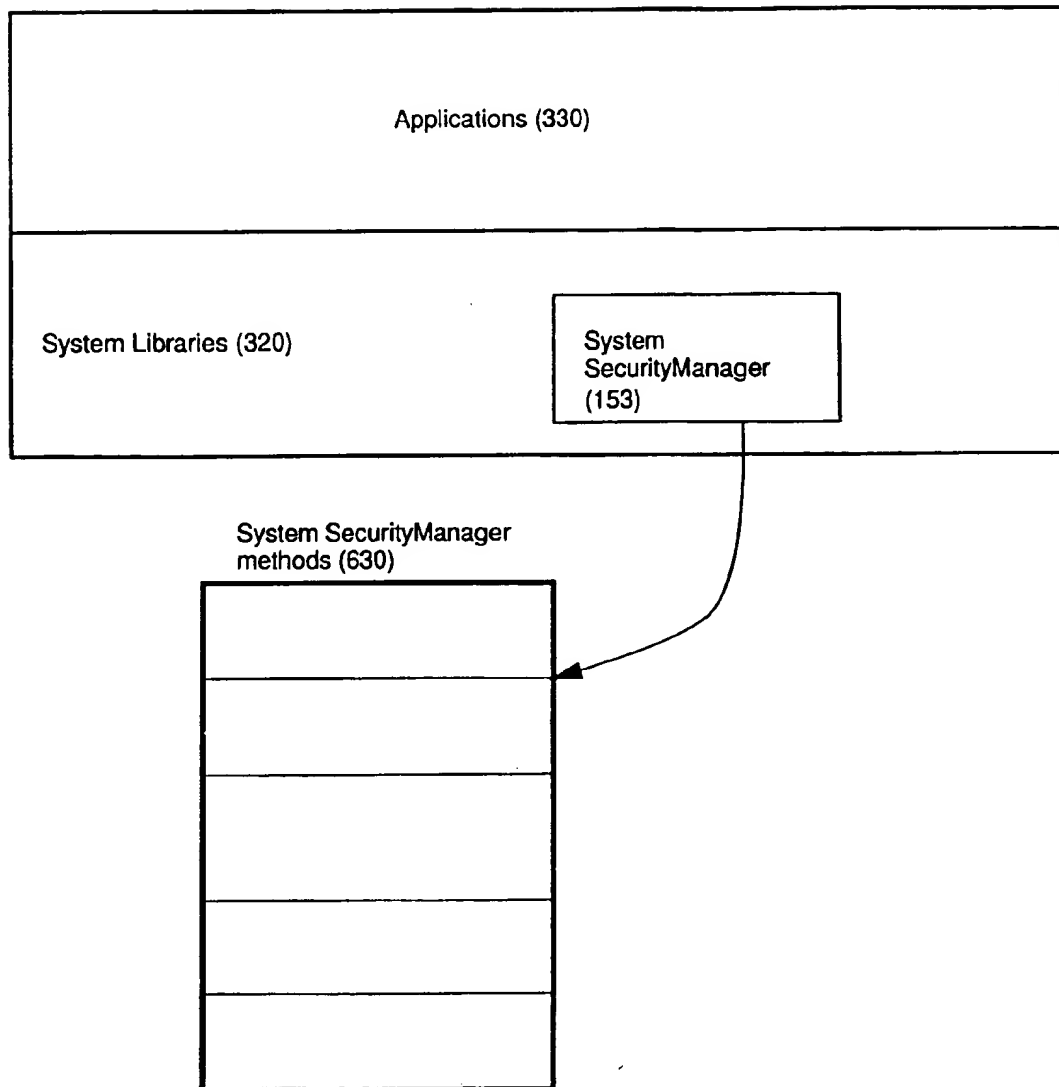 Applications (330)
System Libraries (320)
System
SecurityManager
(153)
System SecurityManager
methods (630)